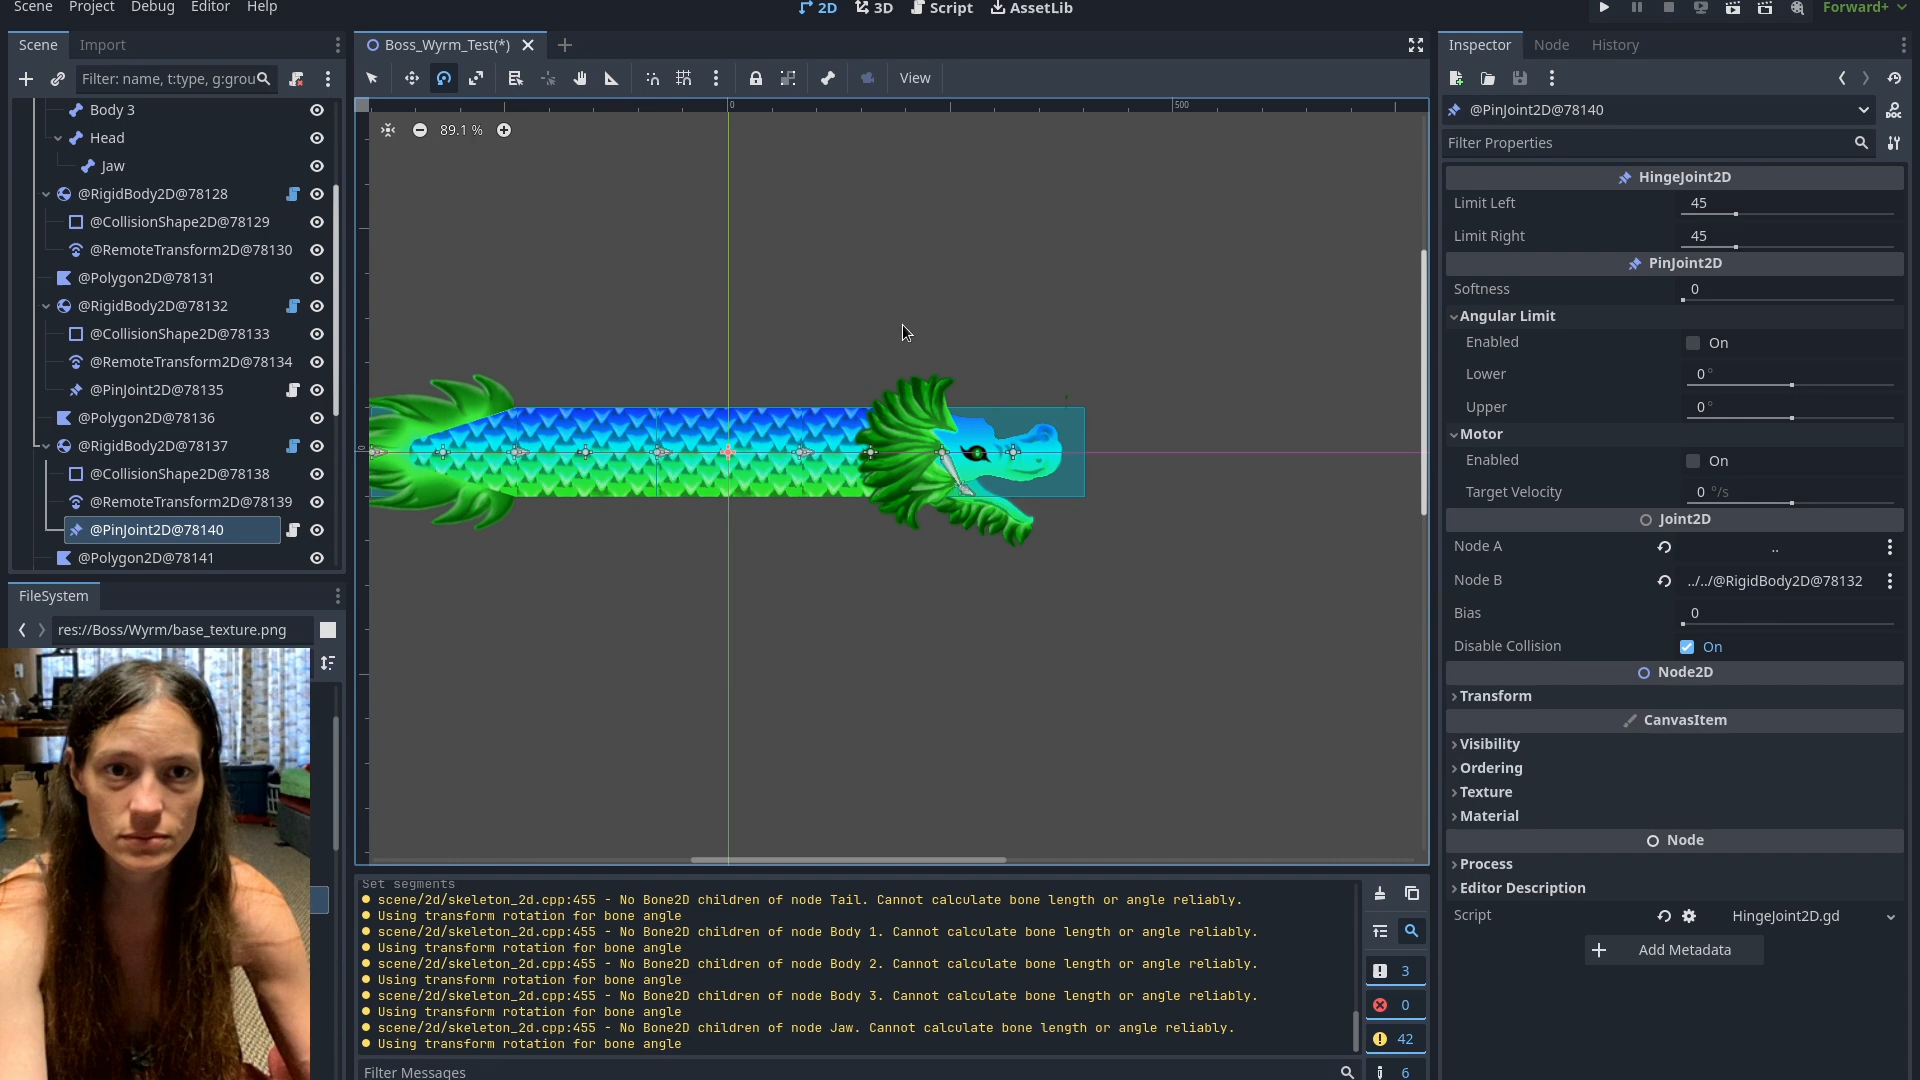 Scene Project Debug Editor Help
2D 3D Script AssetLib
Forward+
Scene Import
Filter: name, t:type, g:grou
Body 3
Head
Jaw
@RigidBody2D@78128
@CollisionShape2D@78129
@RemoteTransform2D@78130
@Polygon2D@78131
@RigidBody2D@78132
@CollisionShape2D@78133
@RemoteTransform2D@78134
@PinJoint2D@78135
@Polygon2D@78136
@RigidBody2D@78137
@CollisionShape2D@78138
@RemoteTransform2D@78139
@PinJoint2D@78140
@Polygon2D@78141
FileSystem
res://Boss/Wyrm/base_texture.png
Boss_Wyrm_Test(*)
View
0
500
0
89.1 %
Set segments
scene/2d/skeleton_2d.cpp:455 - No Bone2D children of node Tail. Cannot calculate bone length or angle reliably.
Using transform rotation for bone angle
scene/2d/skeleton_2d.cpp:455 - No Bone2D children of node Body 1. Cannot calculate bone length or angle reliably.
Using transform rotation for bone angle
scene/2d/skeleton_2d.cpp:455 - No Bone2D children of node Body 2. Cannot calculate bone length or angle reliably.
Using transform rotation for bone angle
scene/2d/skeleton_2d.cpp:455 - No Bone2D children of node Body 3. Cannot calculate bone length or angle reliably.
Using transform rotation for bone angle
scene/2d/skeleton_2d.cpp:455 - No Bone2D children of node Jaw. Cannot calculate bone length or angle reliably.
Using transform rotation for bone angle
Filter Messages
3
0
42
6
Inspector Node History
@PinJoint2D@78140
DOC
Filter Properties
HingeJoint2D
Limit Left 45
Limit Right 45
PinJoint2D
Softness 0
Angular Limit
Enabled On
Lower 0 °
Upper 0 °
Motor
Enabled On
Target Velocity 0 °/s
Joint2D
Node A ..
Node B ../../@RigidBody2D@78132
Bias 0
Disable Collision On
Node2D
Transform
CanvasItem
Visibility
Ordering
Texture
Material
Node
Process
Editor Description
Script HingeJoint2D.gd
Add Metadata